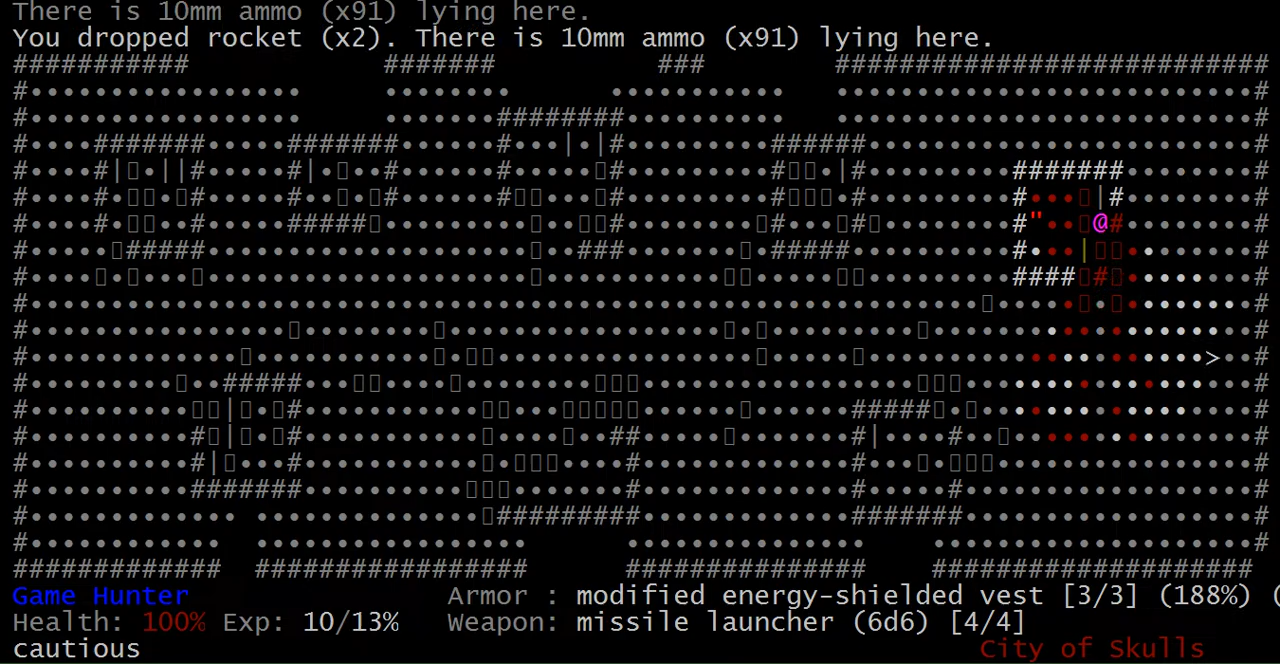 There is 10mm ammo (x91) lying here.
You dropped rocket (x2). There is 10mm ammo (x91) lying here.
Game Hunter
Armor : modified energy-shielded vest [3/3] (188%) (
Health: 100% Exp: 10/13%
Weapon: missile launcher (6d6) [4/4]
cautious
City of Skulls